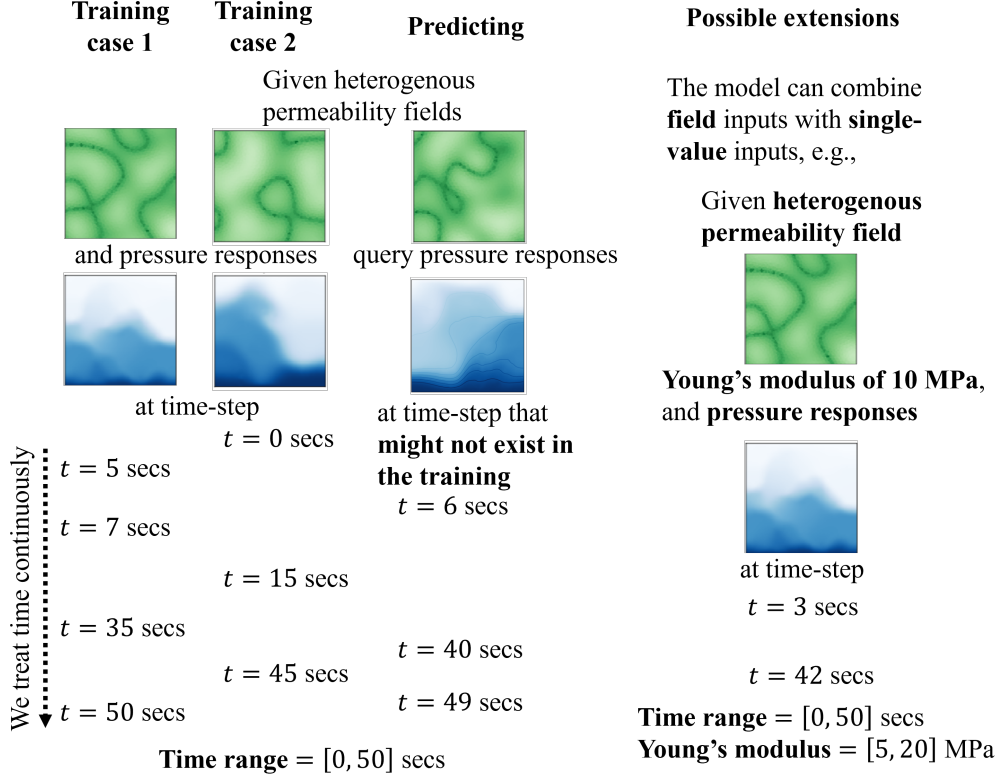 Training
case 1
Training
case 2
Predicting
Given heterogenous
permeability fields
and pressure responses
query pressure responses
at time-step
t = 0 secs
t = 5 secs
t = 7 secs
t = 15 secs
t = 35 secs
t = 45 secs
t = 50 secs
at time-step that
might not exist in
the training
t = 6 secs
t = 40 secs
t = 49 secs
We treat time continuously
Time range = [0, 50] secs
Possible extensions
The model can combine
field inputs with single-
value inputs, e.g.,
Given heterogenous
permeability field
Young's modulus of 10 MPa,
and pressure responses
at time-step
t = 3 secs
t = 42 secs
Time range = [0, 50] secs
Young's modulus = [5, 20] MPa